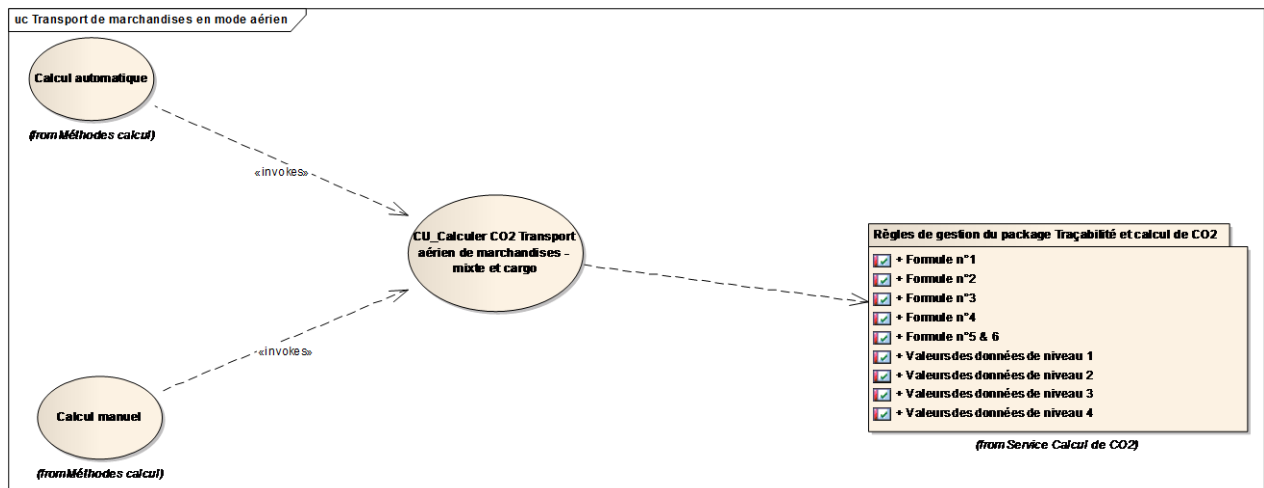 uc Transport de marchandises en mode aérien
Calcul automatique
(from Méthodes calcul)
«invokes»
CU_Calculer CO2 Transport
aérien de marchandises -
mixte et cargo
Règles de gestion du package Traçabilité et calcul de CO2
+ Formule n°1
+ Formule n°2
+ Formule n°3
+ Formule n°4
+ Formule n°5 & 6
+ Valeurs des données de niveau 1
+ Valeurs des données de niveau 2
+ Valeurs des données de niveau 3
+ Valeurs des données de niveau 4
(from Service Calcul de CO2)
«invokes»
Calcul manuel
(from Méthodes calcul)